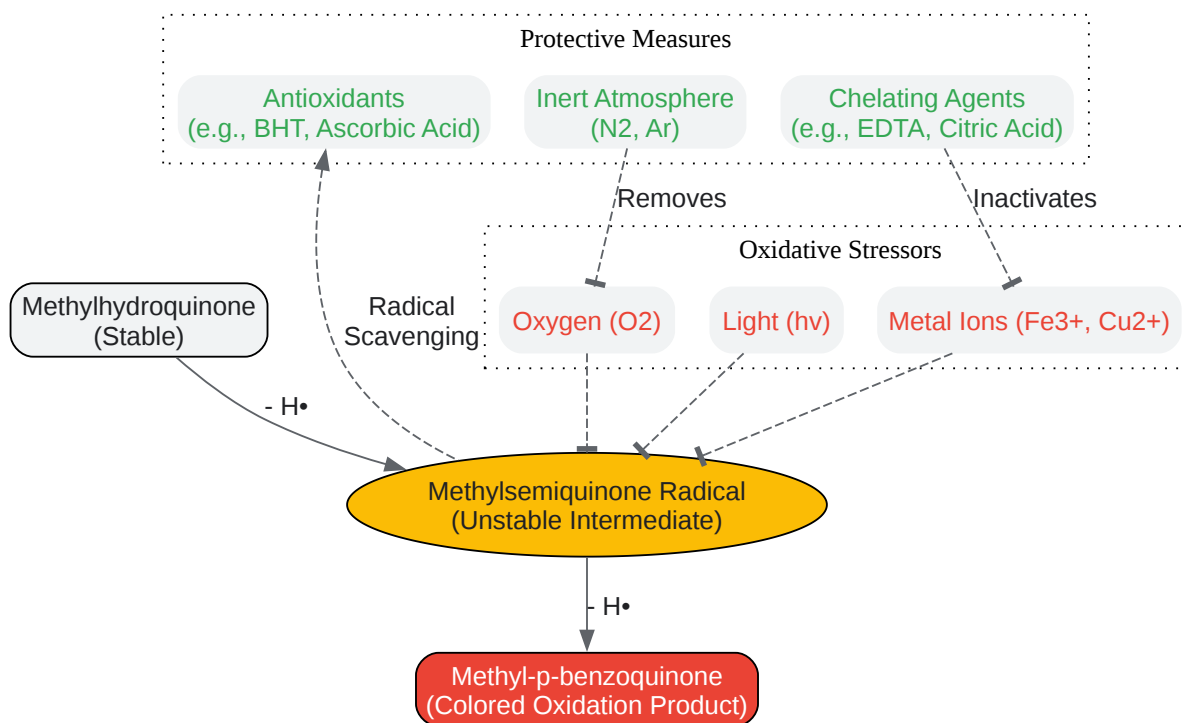 Protective Measures
Antioxidants
(e.g., BHT, Ascorbic Acid)
Inert Atmosphere
(N2, Ar)
Chelating Agents
(e.g., EDTA, Citric Acid)
Removes
Inactivates
Oxidative Stressors
Methylhydroquinone
(Stable)
Radical
Scavenging
Oxygen (O2)
Light (hv)
Metal Ions (Fe3+, Cu2+)
- H•
Methylsemiquinone Radical
(Unstable Intermediate)
- H•
Methyl-p-benzoquinone
(Colored Oxidation Product)